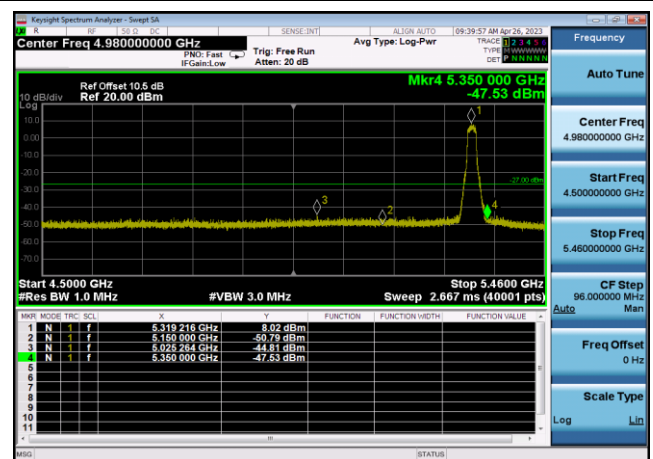 Keysight Spectrum Analyzer - Swept SA
R RF 50 Ω DC SENSE:INT ALIGN AUTO 09:39:57 AM Apr 26, 2023
Center Freq 4.980000000 GHz
PNO: Fast
IFGain:Low
Trig: Free Run
Atten: 20 dB
Avg Type: Log-Pwr
TRACE 1 2 3 4 5 6
TYPE M W W W W W
DET P N N N N N
Ref Offset 10.5 dB
10 dB/div Ref 20.00 dBm
Log
Mkr4 5.350 000 GHz
-47.53 dBm
10.0
0.00
-10.0
-20.0
-30.0
-40.0
-50.0
-60.0
-70.0
1
-27.00 dBm
3
2
4
Start 4.5000 GHz Stop 5.4600 GHz
#Res BW 1.0 MHz #VBW 3.0 MHz Sweep 2.667 ms (40001 pts)
MKR MODE TRC SCL X Y FUNCTION FUNCTION WIDTH FUNCTION VALUE
1 N 1 f 5.319 216 GHz 8.02 dBm
2 N 1 f 5.150 000 GHz -50.79 dBm
3 N 1 f 5.025 264 GHz -44.81 dBm
4 N 1 f 5.350 000 GHz -47.53 dBm
5
6
7
8
9
10
11
MSG STATUS
Frequency
Auto Tune
Center Freq
4.980000000 GHz
Start Freq
4.500000000 GHz
Stop Freq
5.460000000 GHz
CF Step
96.000000 MHz
Auto Man
Freq Offset
0 Hz
Scale Type
Log Lin